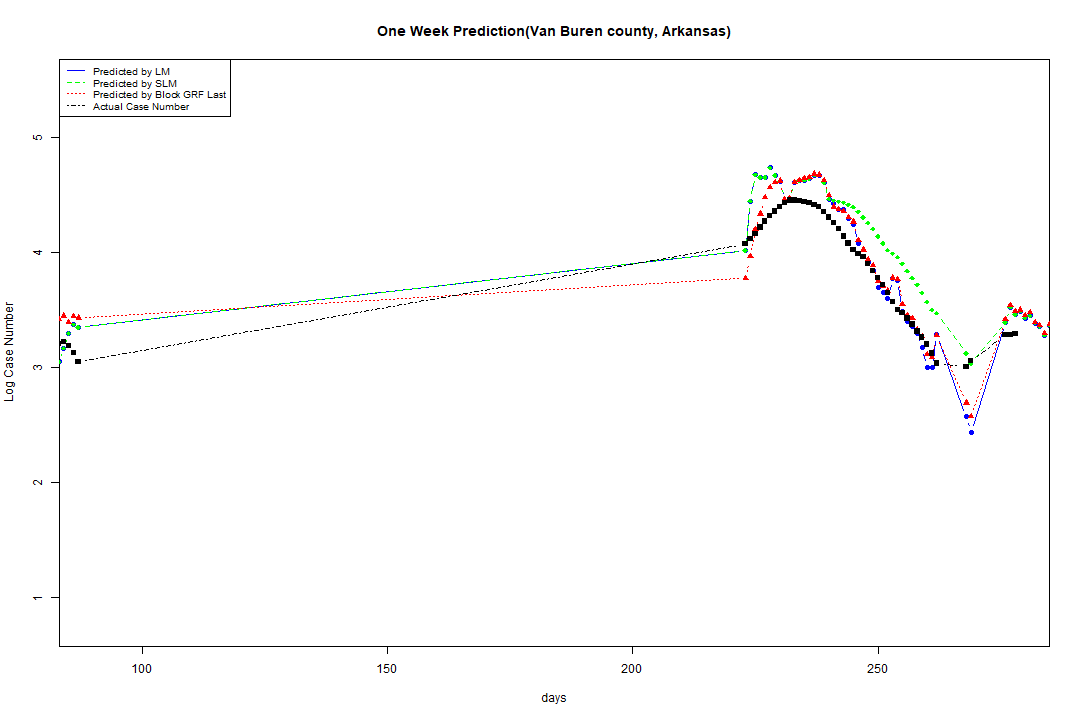 One Week Prediction(Van Buren county, Arkansas)
Predicted by LM
Predicted by SLM
Predicted by Block GRF Last
Actual Case Number
5
4
3
2
1
Log Case Number
100 150 200 250
days